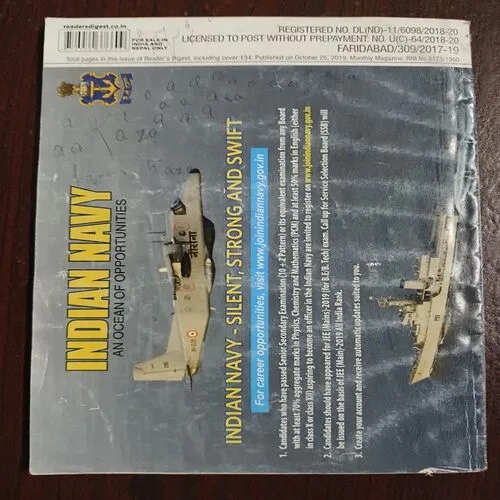 readersdigest.co.in
FOR SALE IN
INDIA AND
NEPAL ONLY
REGISTERED NO. DL(ND)-11/6098/2018-20
LICENSED TO POST WITHOUT PREPAYMENT. NO. U(C)-64/2018-20
FARIDABAD/309/2017-19
Total pages in this issue of Reader's Digest, including cover:134. Published on October 25, 2019. Monthly Magazine: RNI No.6375/1960
INDIAN NAVY
AN OCEAN OF OPPORTUNITIES
नौसेना
INDIAN NAVY - SILENT, STRONG AND SWIFT
For career opportunities, visit www.joinindiannavy.gov.in
1. Candidates who have passed Senior Secondary Examination (10 + 2 Pattern) or its equivalent examination from any Board
with at least 70% aggregate marks in Physics, Chemistry and Mathematics (PCM) and at least 50% marks in English (either
in class X or class XII) aspiring to become an officer in the Indian Navy are invited to register on www.joinindiannavy.gov.in
2. Candidates should have appeared for JEE (Mains)-2019 (for B.E/B. Tech) exam. Call up for Service Selection Board (SSB) will
be issued on the basis of JEE (Main)-2019 All India Rank.
3. Create your account and receive automatic updates suited to you.